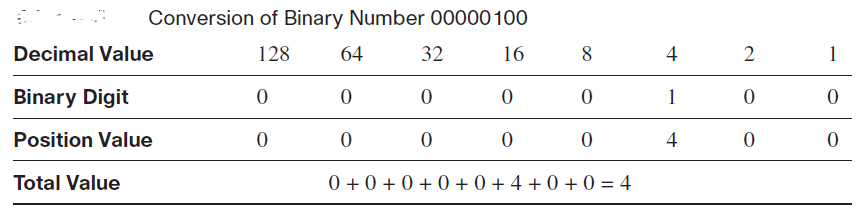 Conversion of Binary Number 00000100
Decimal Value 128 64 32 16 8 4 2 1
Binary Digit 0 0 0 0 0 1 0 0
Position Value 0 0 0 0 0 4 0 0
Total Value 0 + 0 + 0 + 0 + 0 + 4 + 0 + 0 = 4